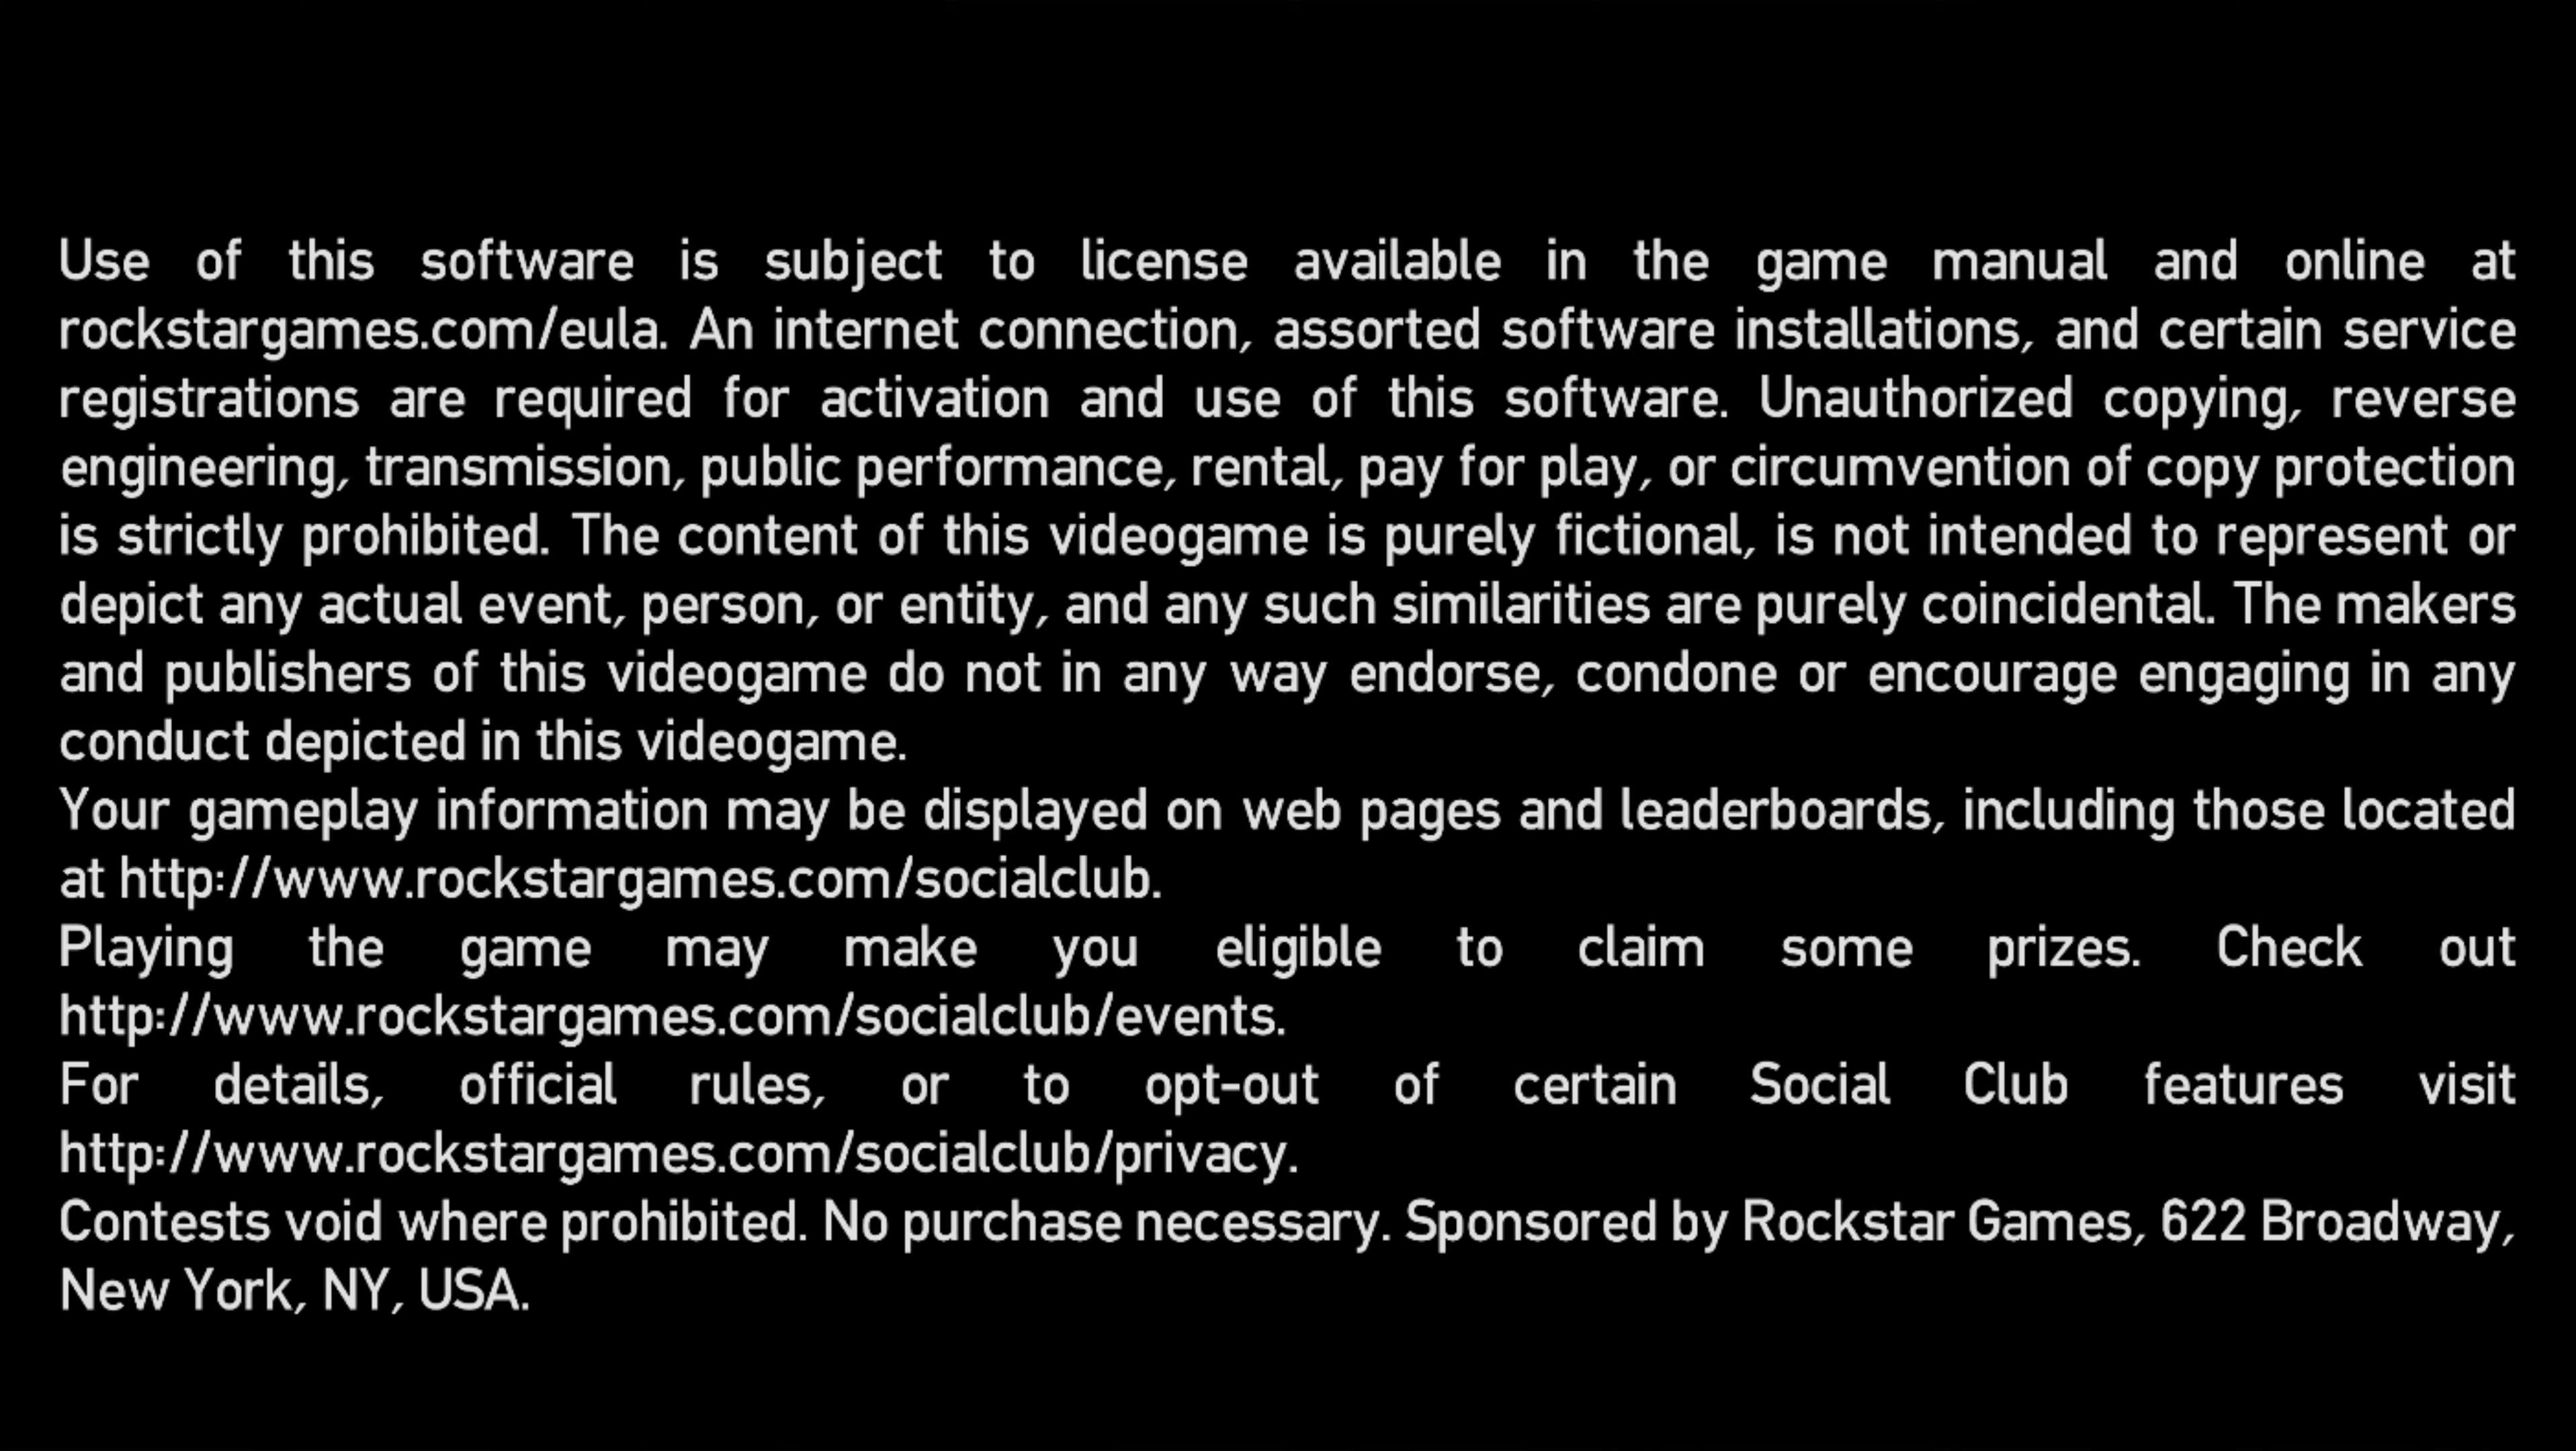 Use of this software is subject to license available in the game manual and online at
rockstargames.com/eula. An internet connection, assorted software installations, and certain service
registrations are required for activation and use of this software. Unauthorized copying, reverse
engineering, transmission, public performance, rental, pay for play, or circumvention of copy protection
is strictly prohibited. The content of this videogame is purely fictional, is not intended to represent or
depict any actual event, person, or entity, and any such similarities are purely coincidental. The makers
and publishers of this videogame do not in any way endorse, condone or encourage engaging in any
conduct depicted in this videogame.
Your gameplay information may be displayed on web pages and leaderboards, including those located
at http://www.rockstargames.com/socialclub.
Playing the game may make you eligible to claim some prizes. Check out
http://www.rockstargames.com/socialclub/events.
For details, official rules, or to opt-out of certain Social Club features visit
http://www.rockstargames.com/socialclub/privacy.
Contests void where prohibited. No purchase necessary. Sponsored by Rockstar Games, 622 Broadway,
New York, NY, USA.